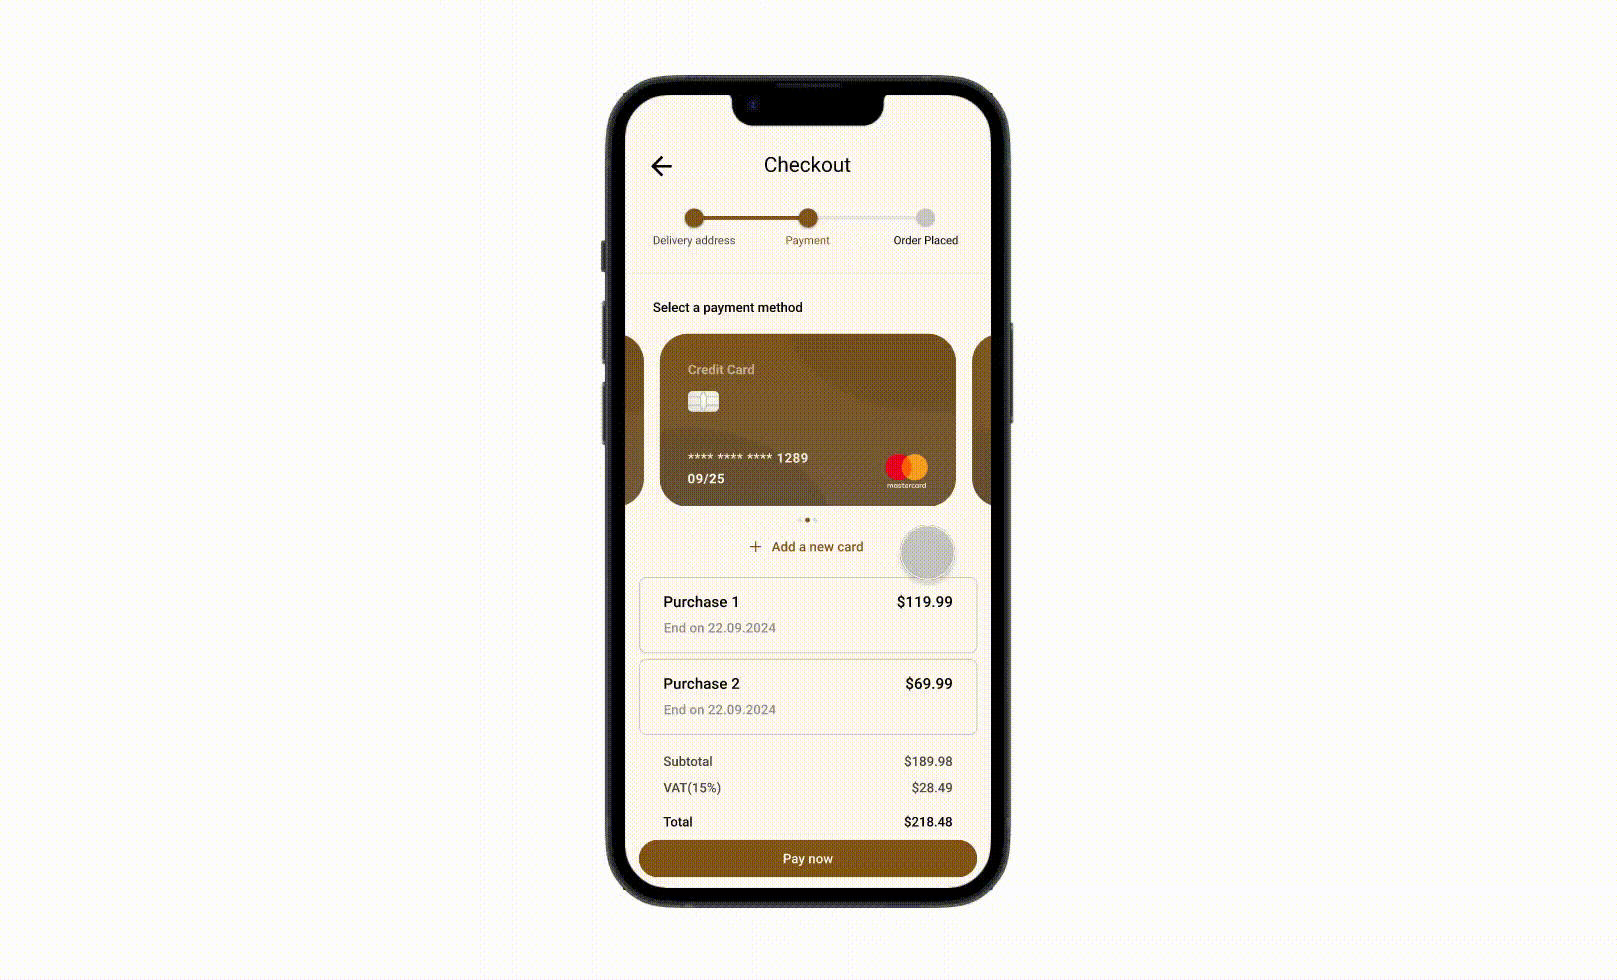 Checkout
Delivery address Payment Order Placed
Select a payment method
Credit Card
**** **** **** 1289
09/25
mastercard
+ Add a new card
Purchase 1 $119.99
End on 22.09.2024
Purchase 2 $69.99
End on 22.09.2024
Subtotal $189.98
VAT(15%) $28.49
Total $218.48
Pay now